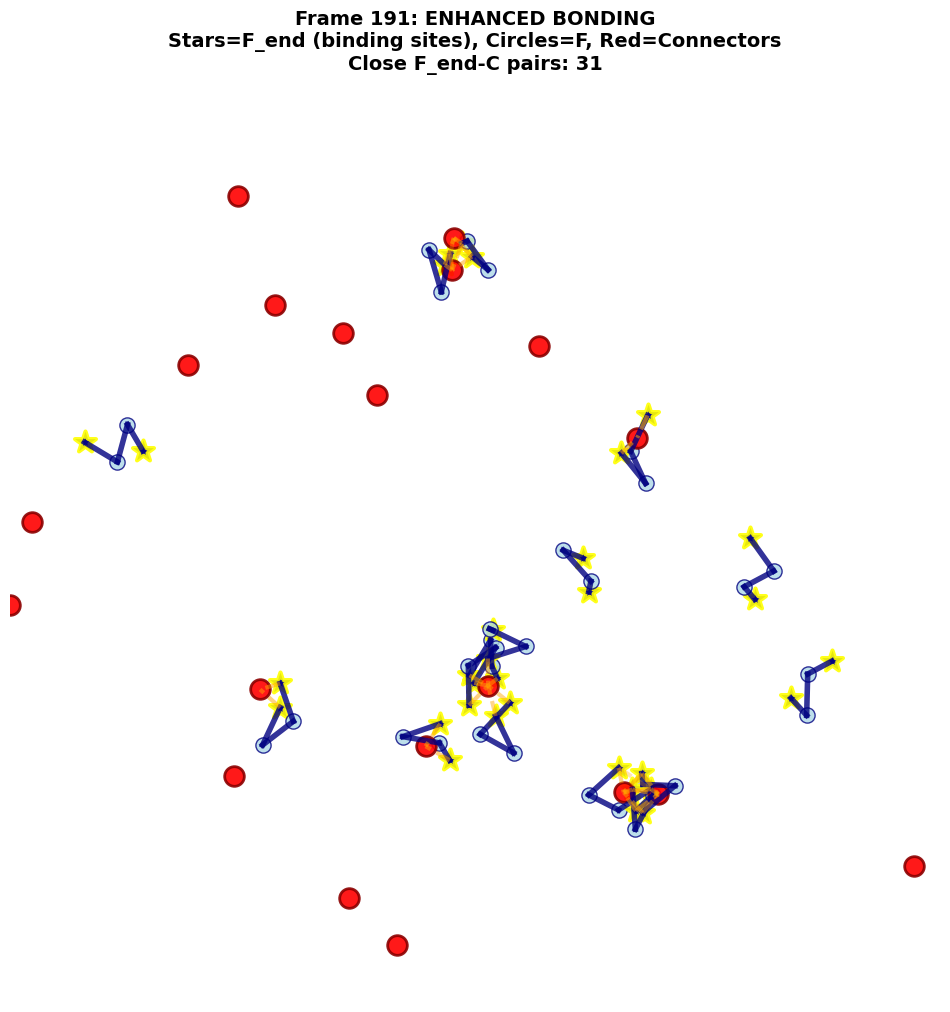 Frame 191: ENHANCED BONDING
Stars=F_end (binding sites), Circles=F, Red=Connectors
Close F_end-C pairs: 31